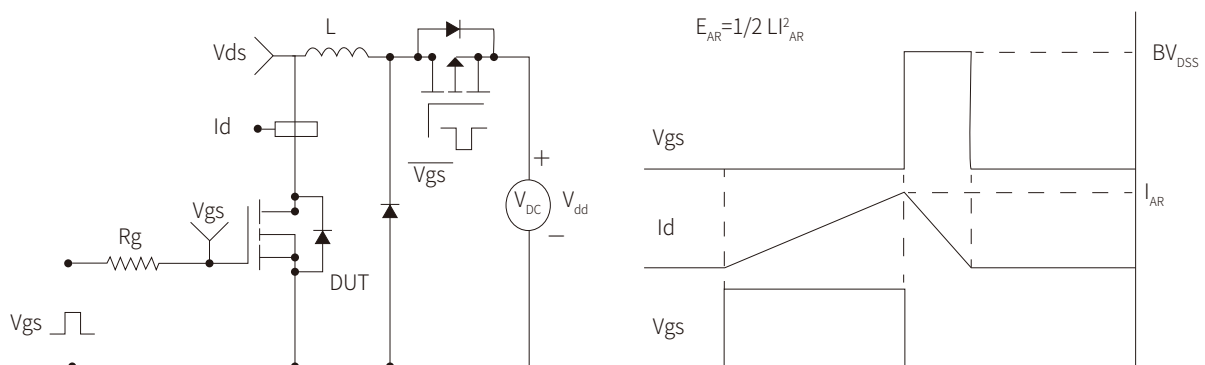 L
Vds
Id
Vgs
Rg
Vgs
DUT
Vgs
+
V_DC
V_dd
−
E_AR=1/2 LI²_AR
BV_DSS
Vgs
I_AR
Id
Vgs